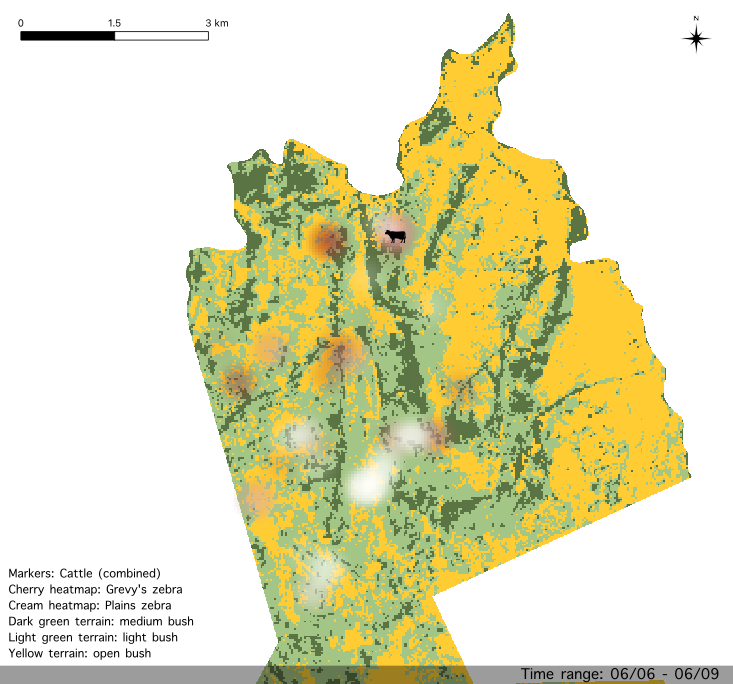 0 1.5 3 km
N
Markers: Cattle (combined)
Cherry heatmap: Grevy's zebra
Cream heatmap: Plains zebra
Dark green terrain: medium bush
Light green terrain: light bush
Yellow terrain: open bush
Time range: 06/06 - 06/09